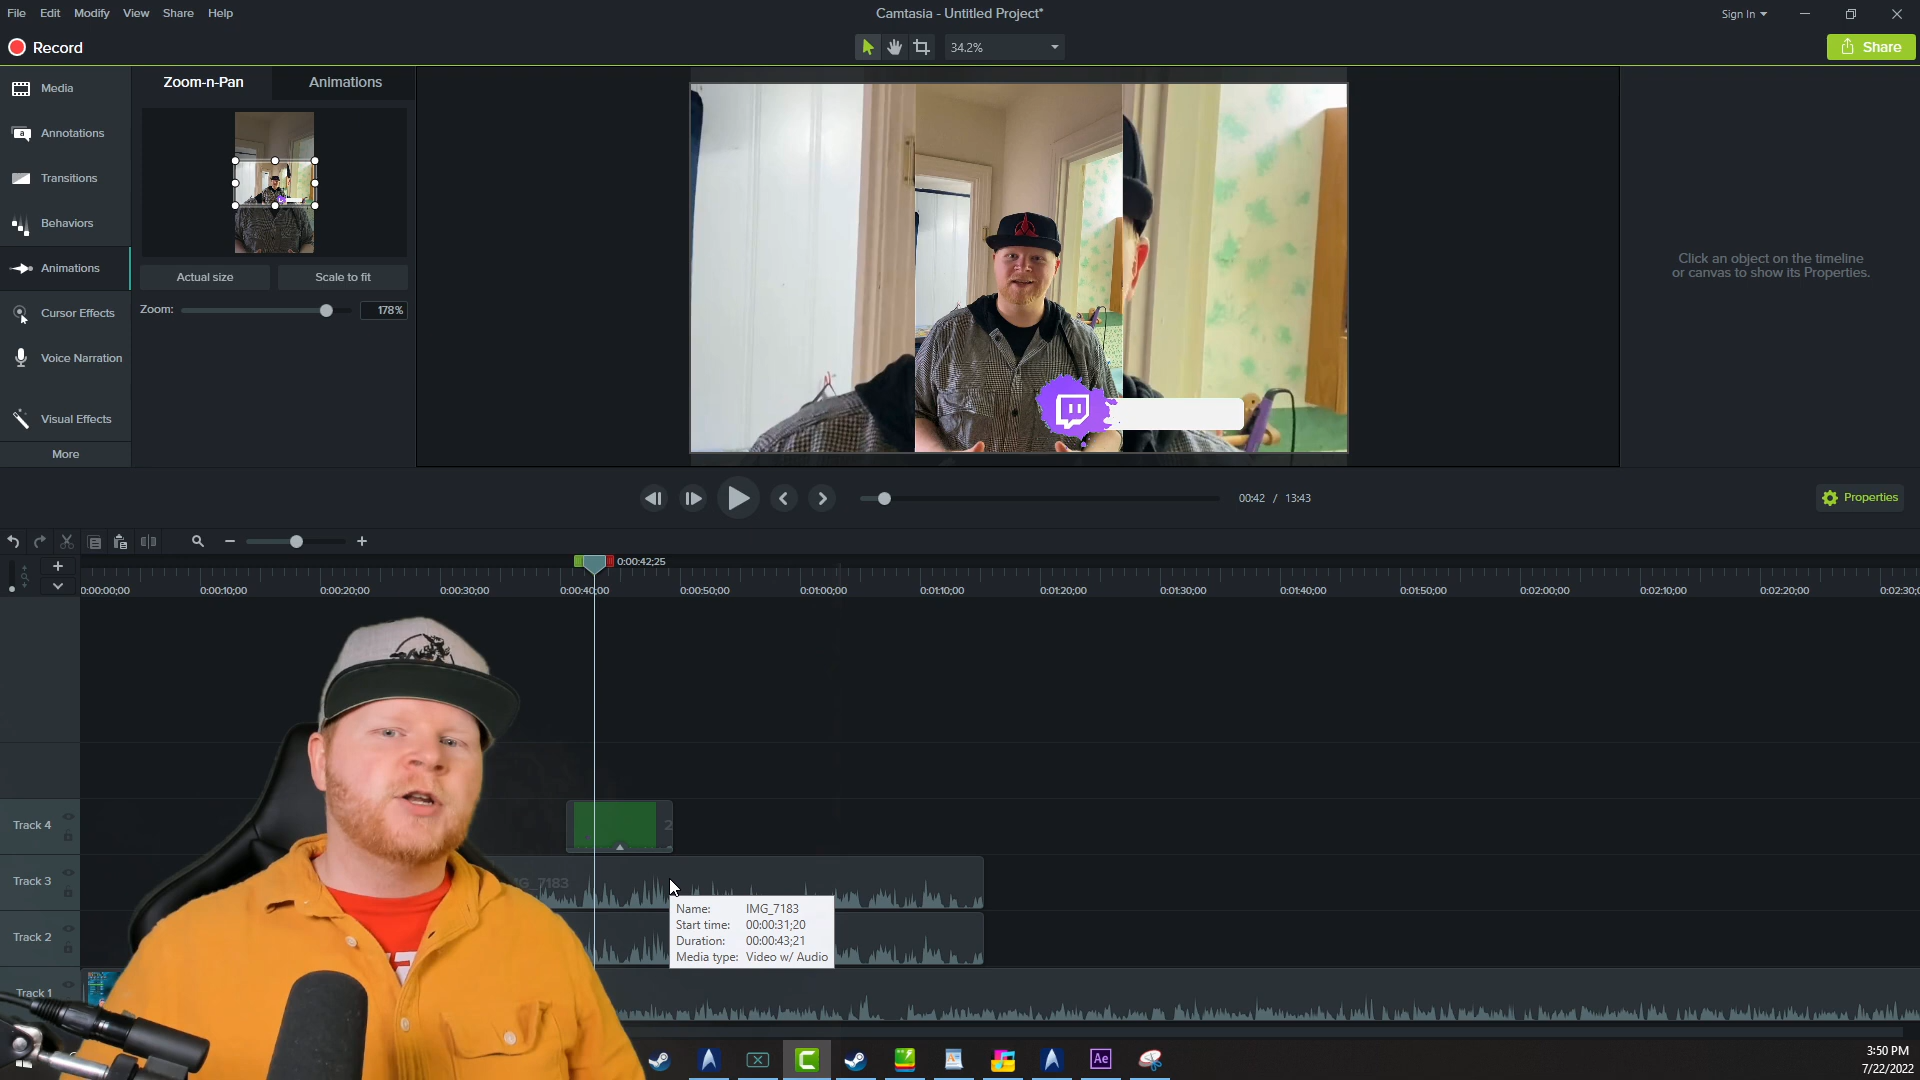 File Edit Modify View Share Help
Camtasia - Untitled Project*
Sign In
Record
34.2%
Share
Media
Annotations
Transitions
Behaviors
Animations
Cursor Effects
Voice Narration
Visual Effects
More
Zoom-n-Pan Animations
Actual size Scale to fit
Zoom: 178%
Click an object on the timeline
or canvas to show its Properties.
00:42 / 13:43
Properties
0:00:42;25
0:00:00;00 0:00:10;00 0:00:20;00 0:00:30;00 0:00:40;00 0:00:50;00 0:01:00;00 0:01:10;00 0:01:20;00 0:01:30;00 0:01:40;00 0:01:50;00 0:02:00;00 0:02:10;00 0:02:20;00 0:02:30;0
Track 4
2
Track 3
G_7183
Name: IMG_7183
Start time: 00:00:31;20
Duration: 00:00:43;21
Media type: Video w/ Audio
Track 2
Track 1
Ae
3:50 PM
7/22/2022